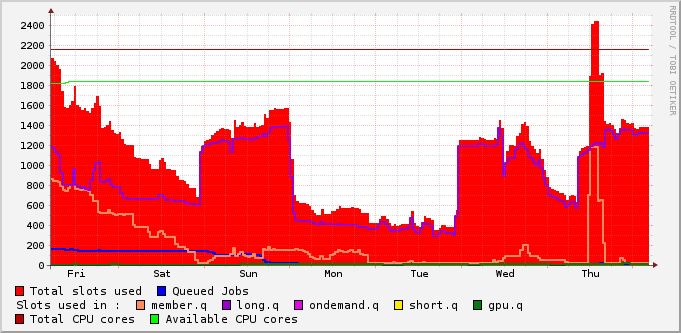 RRDTOOL / TOBI OETIKER
2400
2200
2000
1800
1600
1400
1200
1000
800
600
400
200
0
Fri Sat Sun Mon Tue Wed Thu
Total slots used Queued Jobs
Slots used in : member.q long.q ondemand.q short.q gpu.q
Total CPU cores Available CPU cores